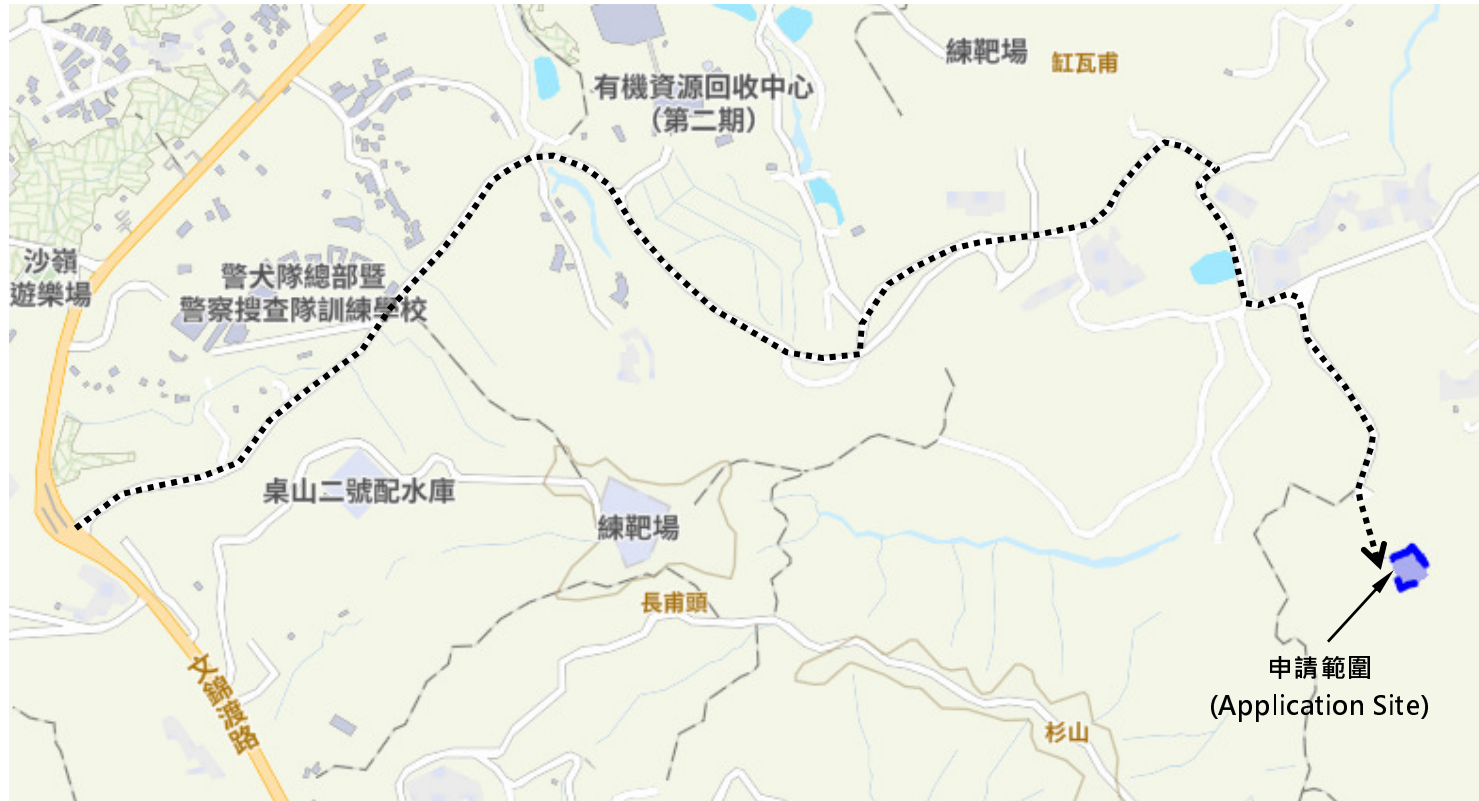 練靶場
缸瓦甫
有機資源回收中心
（第二期）
沙嶺
遊樂場
警犬隊總部暨
警察搜查隊訓練學校
桌山二號配水庫
練靶場
長甫頭
文錦渡路
杉山
申請範圍
(Application Site)